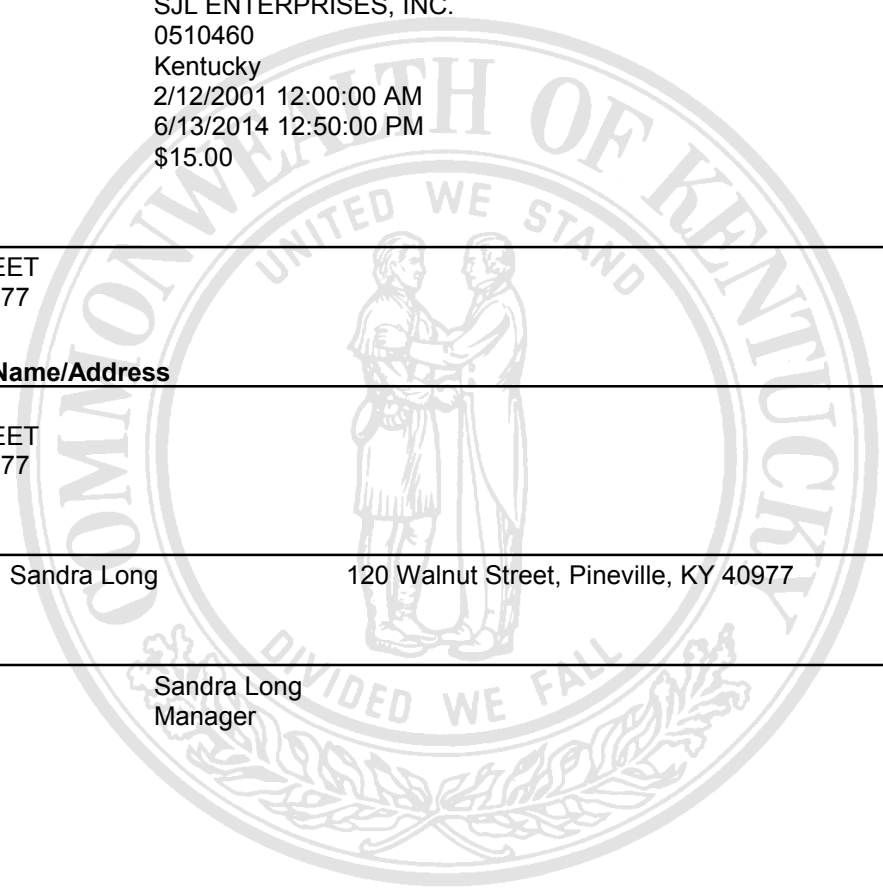 SJL ENTERPRISES, INC.
0510460
Kentucky
2/12/2001 12:00:00 AM
6/13/2014 12:50:00 PM
$15.00
COMMONWEALTH OF KENTUCKY
UNITED WE STAND
EET
77
Name/Address
EET
77
Sandra Long 120 Walnut Street, Pineville, KY 40977
DIVIDED WE FALL
Sandra Long
Manager